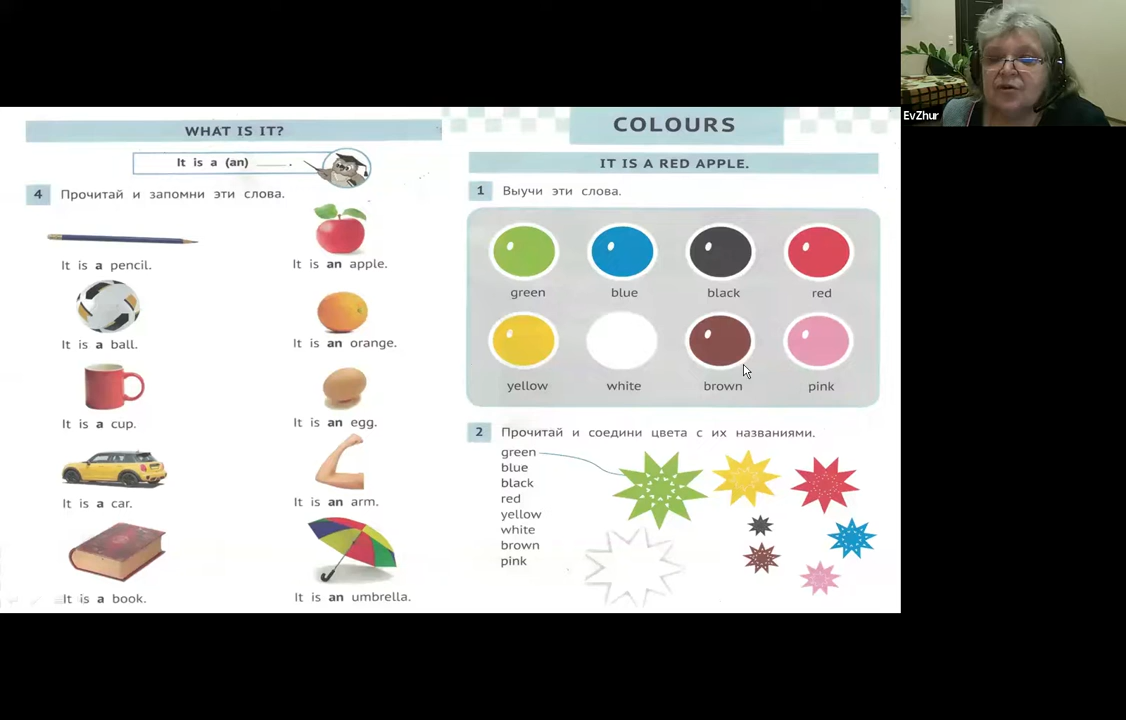 EvZhur
WHAT IS IT?
It is a (an) ____ .
4 Прочитай и запомни эти слова.
It is a pencil.
It is an apple.
It is a ball.
It is an orange.
It is a cup.
It is an egg.
It is a car.
It is an arm.
It is a book.
It is an umbrella.
COLOURS
IT IS A RED APPLE.
1 Выучи эти слова.
green blue black red
yellow white brown pink
2 Прочитай и соедини цвета с их названиями.
green
blue
black
red
yellow
white
brown
pink